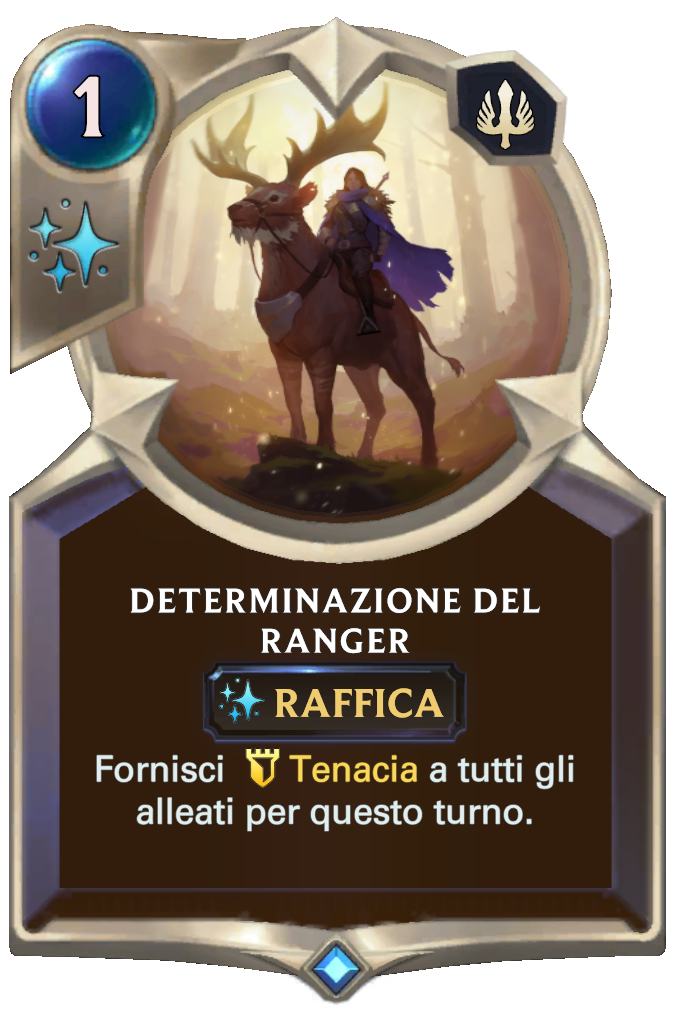 1
DETERMINAZIONE DEL
RANGER
RAFFICA
Fornisci Tenacia a tutti gli
alleati per questo turno.